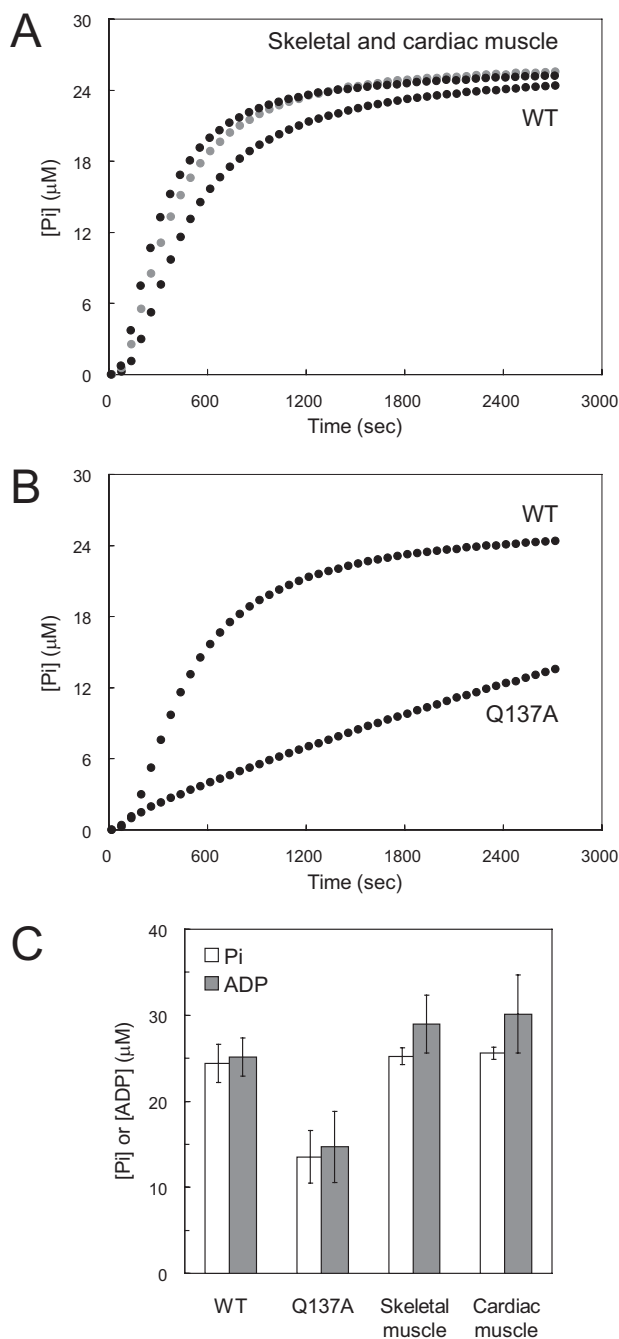 A
30
Skeletal and cardiac muscle
24
WT
18
12
6
0
[Pi] (μM)
0 600 1200 1800 2400 3000
Time (sec)
B
30
WT
24
18
12
Q137A
6
0
[Pi] (μM)
0 600 1200 1800 2400 3000
Time (sec)
C
40
Pi
ADP
30
20
10
0
[Pi] or [ADP] (μM)
WT Q137A Skeletal muscle Cardiac muscle